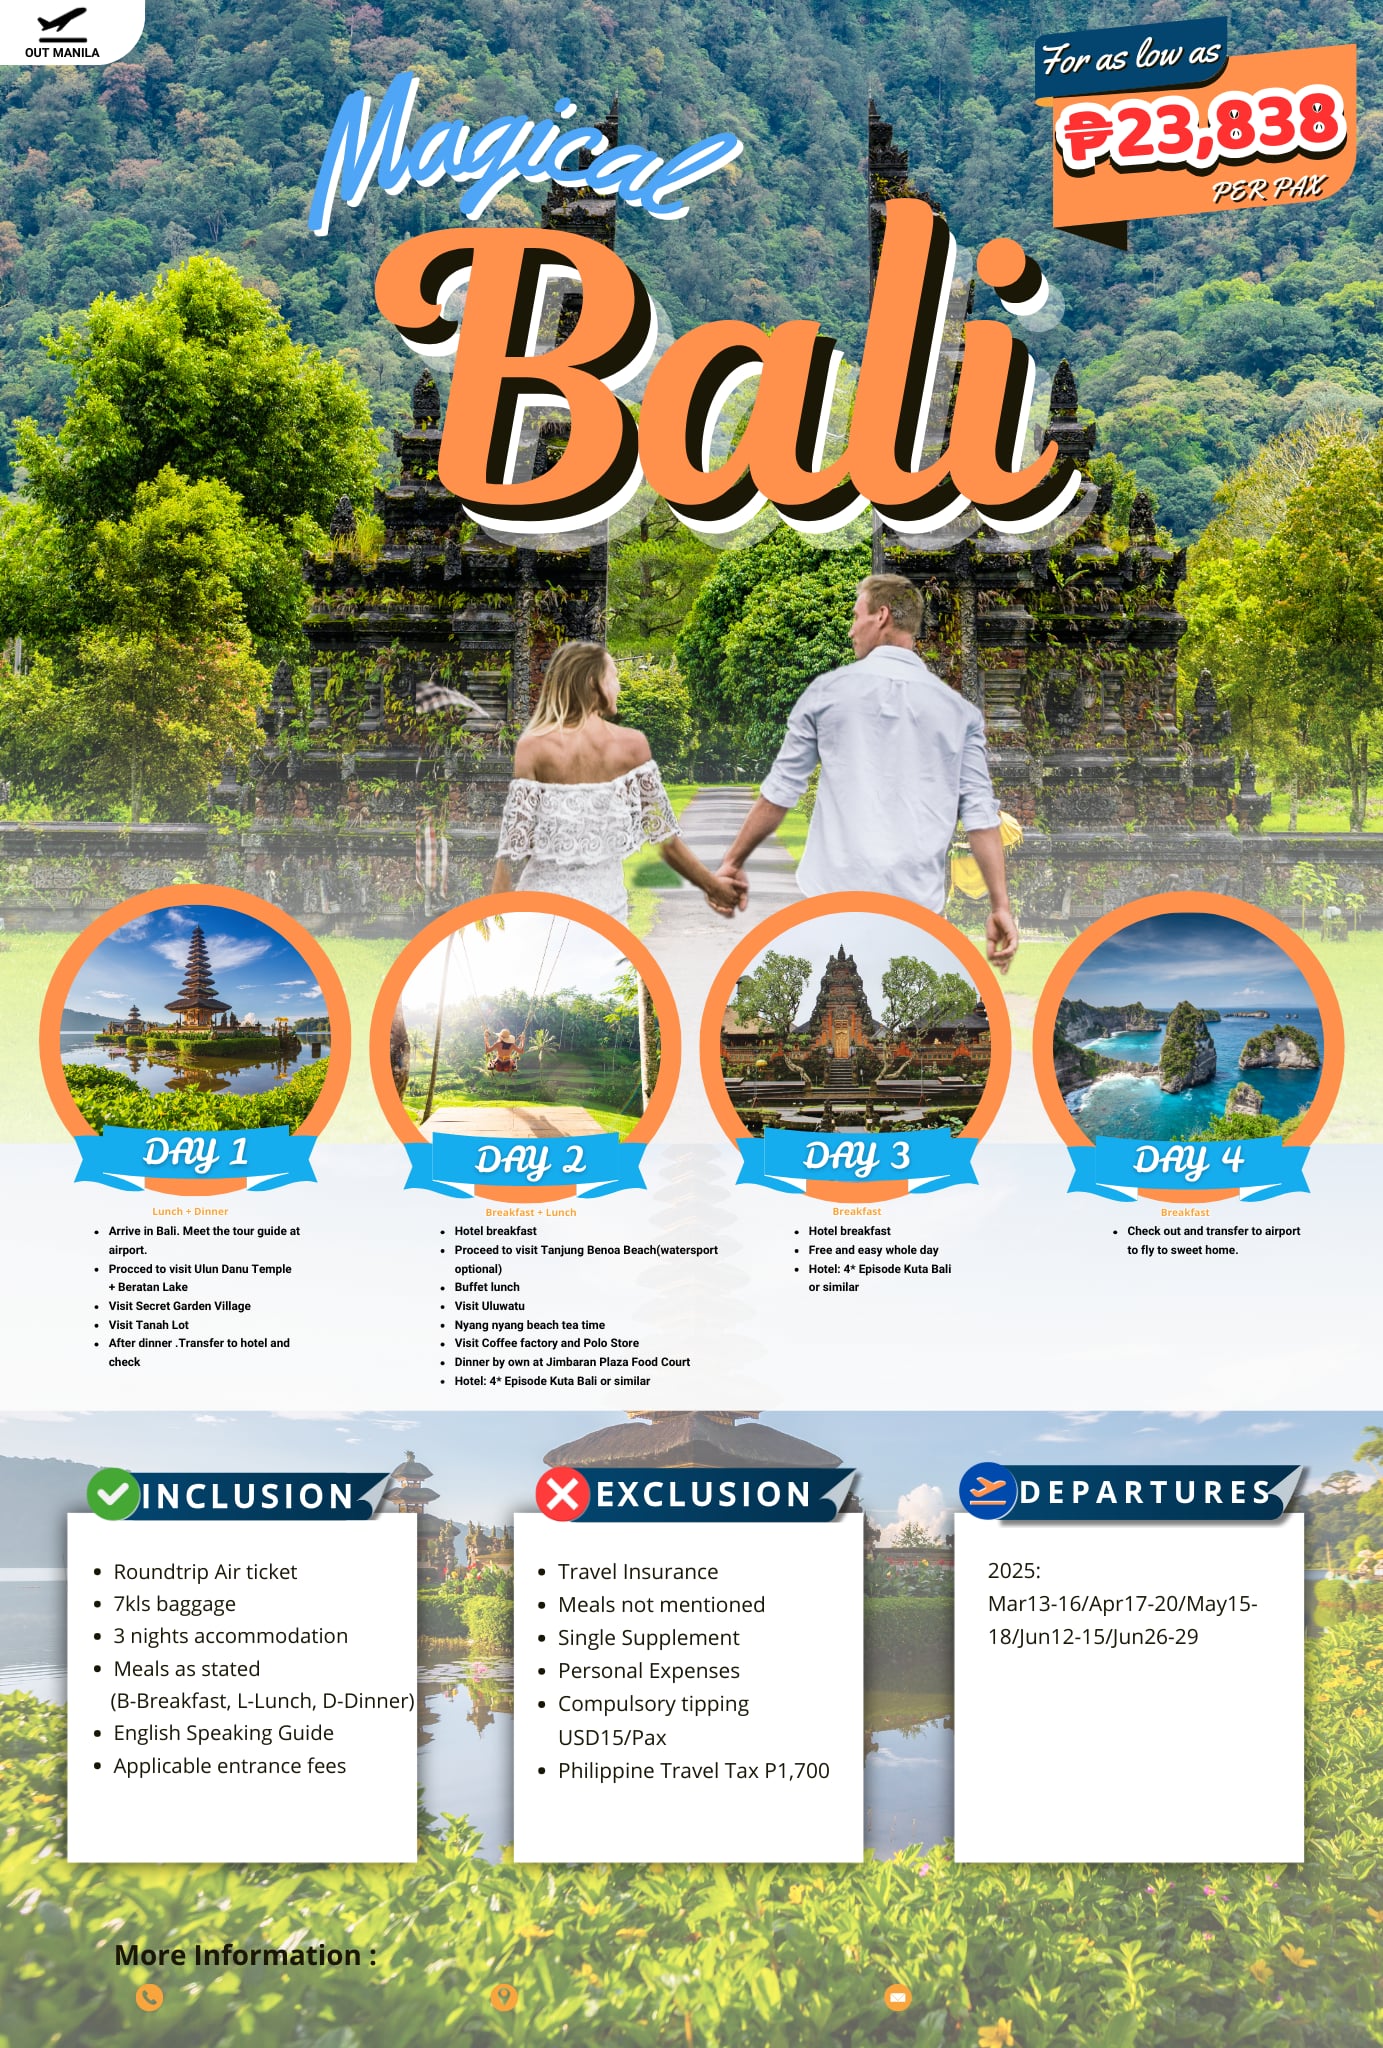 OUT MANILA
For as low as
₱23,838
PER PAX
Magical
Bali
DAY 1
Lunch + Dinner
• Arrive in Bali. Meet the tour guide at
airport.
• Procced to visit Ulun Danu Temple
+ Beratan Lake
• Visit Secret Garden Village
• Visit Tanah Lot
• After dinner .Transfer to hotel and
check
DAY 2
Breakfast + Lunch
• Hotel breakfast
• Proceed to visit Tanjung Benoa Beach(watersport
optional)
• Buffet lunch
• Visit Uluwatu
• Nyang nyang beach tea time
• Visit Coffee factory and Polo Store
• Dinner by own at Jimbaran Plaza Food Court
• Hotel: 4* Episode Kuta Bali or similar
DAY 3
Breakfast
• Hotel breakfast
• Free and easy whole day
• Hotel: 4* Episode Kuta Bali
or similar
DAY 4
Breakfast
• Check out and transfer to airport
to fly to sweet home.
INCLUSION
• Roundtrip Air ticket
• 7kls baggage
• 3 nights accommodation
• Meals as stated
(B-Breakfast, L-Lunch, D-Dinner)
• English Speaking Guide
• Applicable entrance fees
EXCLUSION
• Travel Insurance
• Meals not mentioned
• Single Supplement
• Personal Expenses
• Compulsory tipping
USD15/Pax
• Philippine Travel Tax P1,700
DEPARTURES
2025:
Mar13-16/Apr17-20/May15-
18/Jun12-15/Jun26-29
More Information :